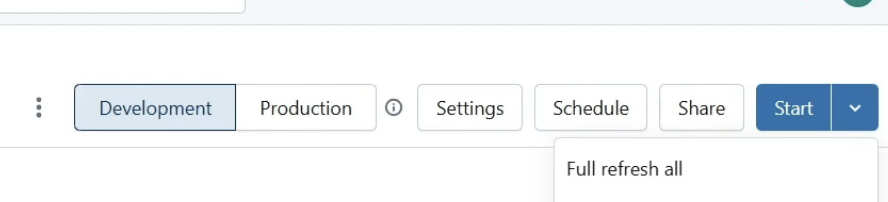 Development Production Settings Schedule Share Start
Full refresh all